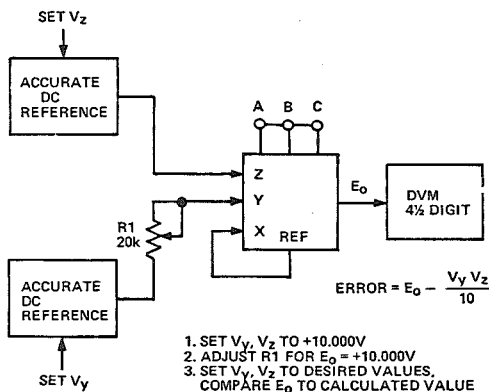 SET Vz
ACCURATE
DC
REFERENCE
A B C
Z
Y
X REF
Eo
DVM
4½ DIGIT
R1
20k
ACCURATE
DC
REFERENCE
SET Vy
ERROR = Eo - Vy Vz / 10
1. SET Vy, Vz TO +10.000V
2. ADJUST R1 FOR Eo = +10.000V
3. SET Vy, Vz TO DESIRED VALUES,
COMPARE Eo TO CALCULATED VALUE